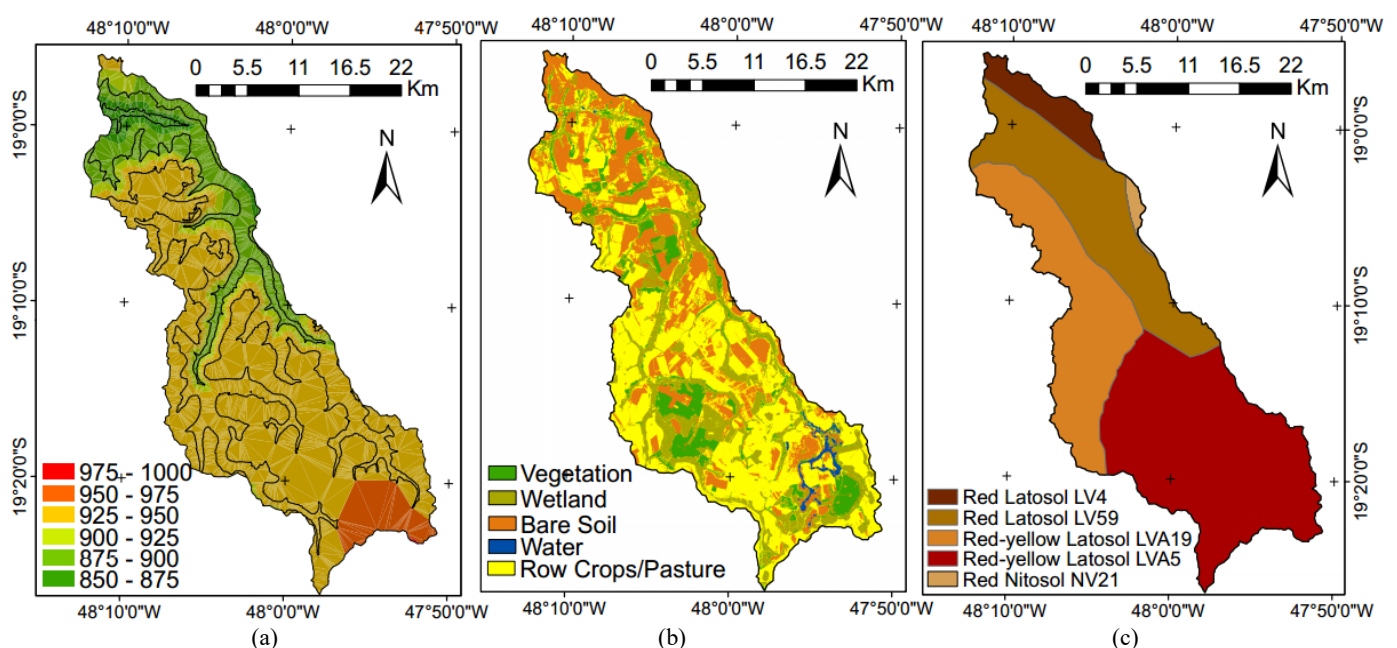 48°10'0"W 48°0'0"W 47°50'0"W
0 5.5 11 16.5 22
Km
N
19°0'0"S
19°10'0"S
19°20'0"S
975 - 1000
950 - 975
925 - 950
900 - 925
875 - 900
850 - 875
48°10'0"W 48°0'0"W 47°50'0"W
(a)
48°10'0"W 48°0'0"W 47°50'0"W
0 5.5 11 16.5 22
Km
N
Vegetation
Wetland
Bare Soil
Water
Row Crops/Pasture
48°10'0"W 48°0'0"W 47°50'0"W
(b)
48°10'0"W 48°0'0"W 47°50'0"W
0 5.5 11 16.5 22
Km
N
19°0'0"S
19°10'0"S
19°20'0"S
Red Latosol LV4
Red Latosol LV59
Red-yellow Latosol LVA19
Red-yellow Latosol LVA5
Red Nitosol NV21
48°10'0"W 48°0'0"W 47°50'0"W
(c)